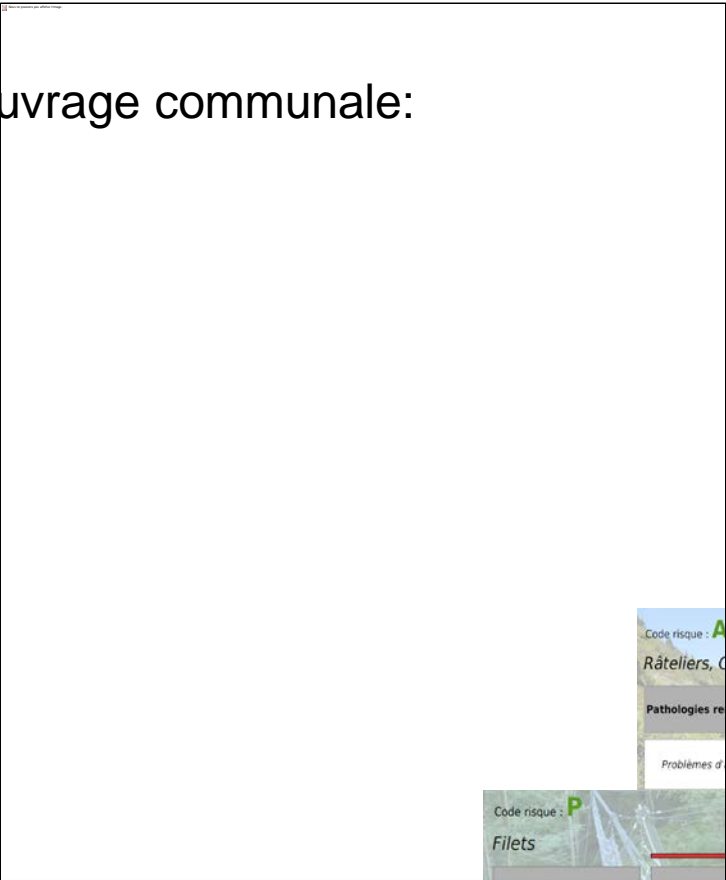 uvrage communale:
Code risque : A
Râteliers, C
Pathologies re
Problèmes d'
Code risque : P
Filets